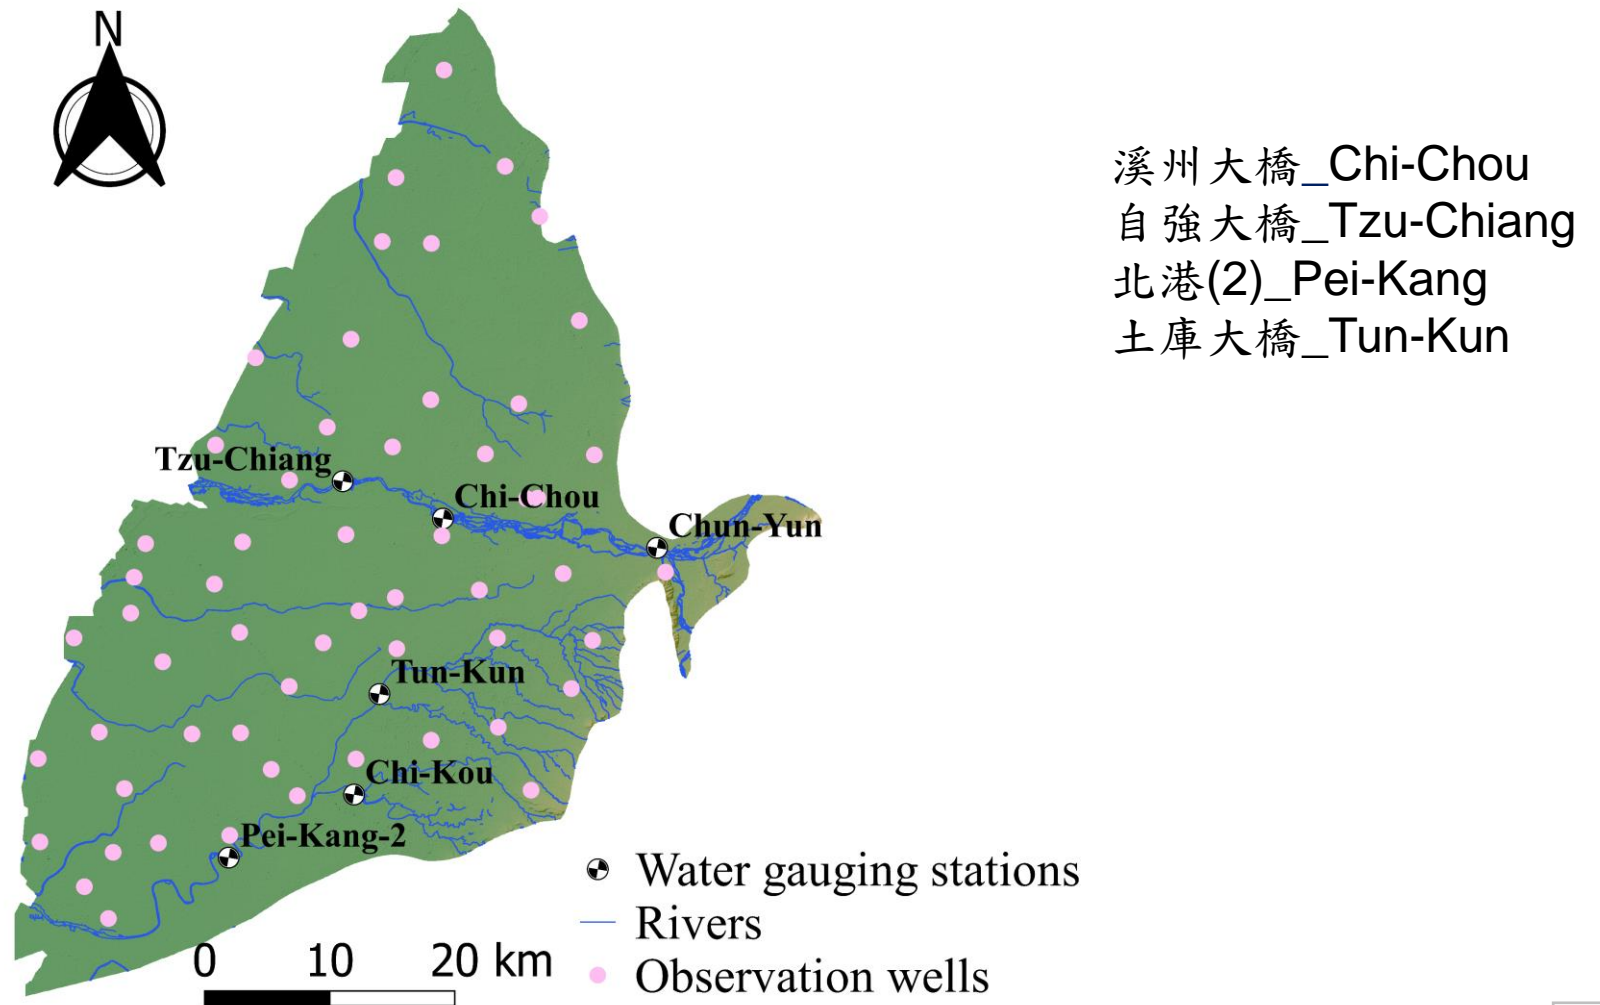 N
溪州大橋_Chi-Chou
自強大橋_Tzu-Chiang
北港(2)_Pei-Kang
土庫大橋_Tun-Kun
Tzu-Chiang
Chi-Chou
Chun-Yun
Tun-Kun
Chi-Kou
Pei-Kang-2
Water gauging stations
Rivers
Observation wells
0 10 20 km